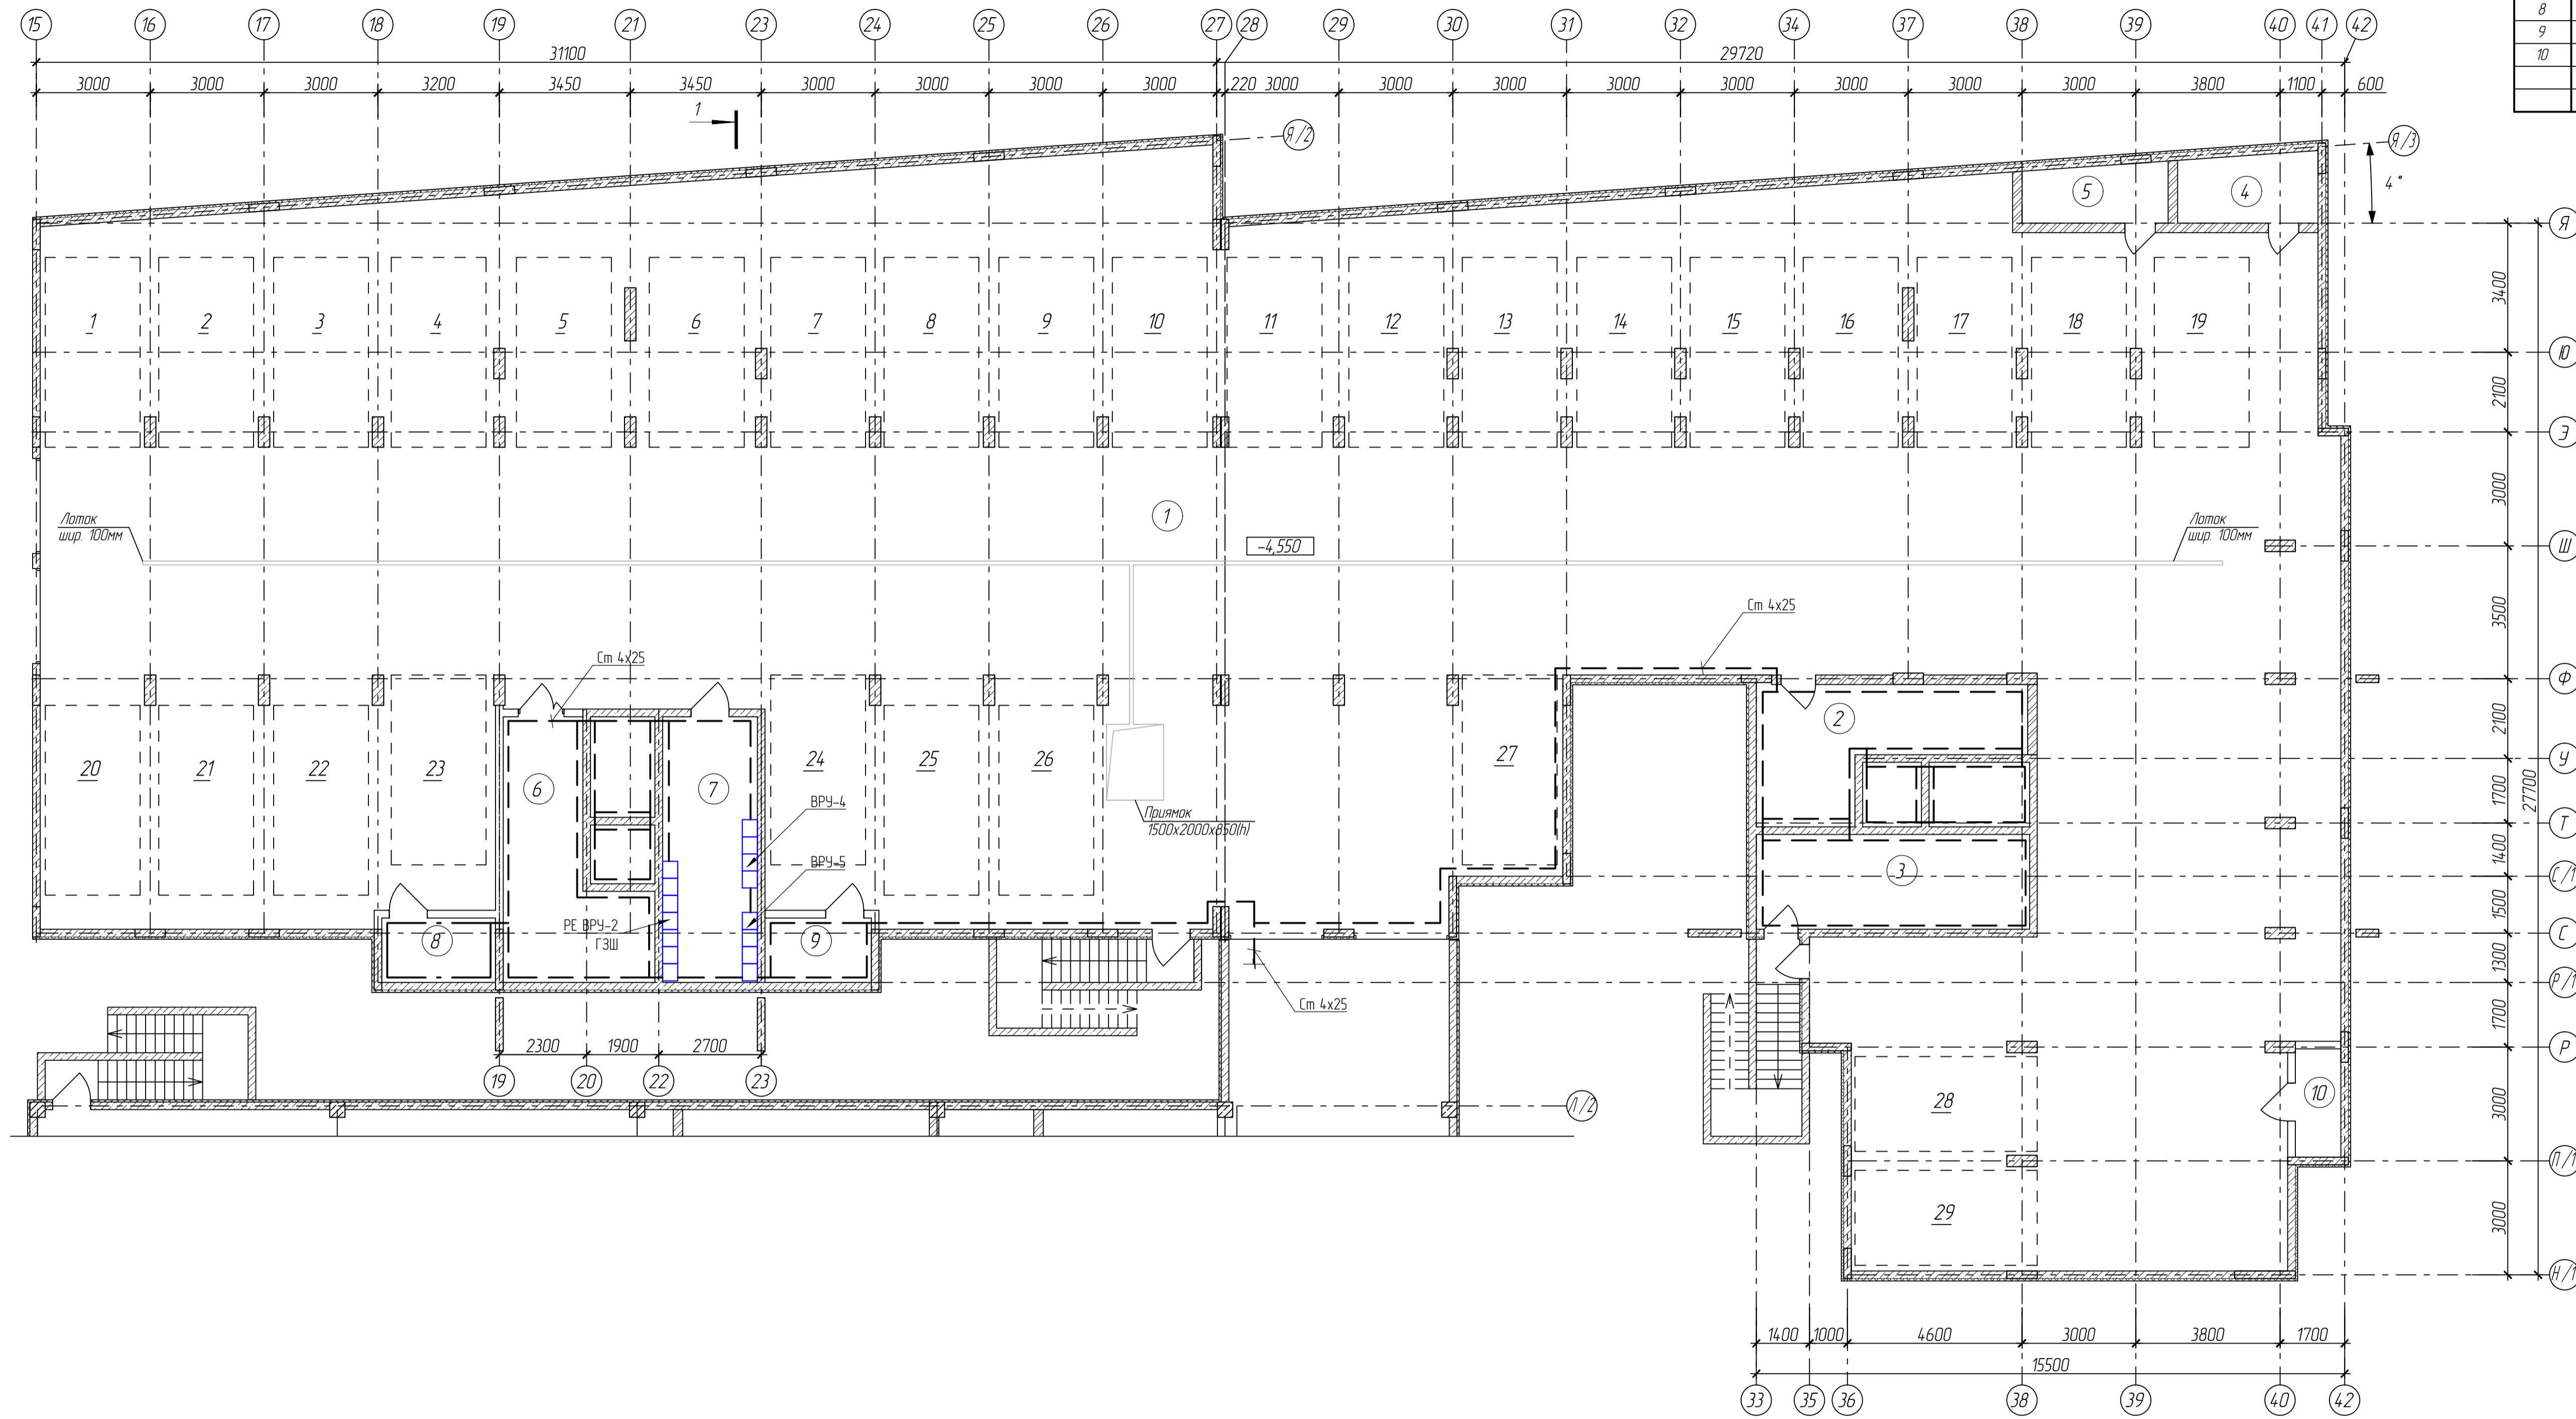 15 16 17 18 19 21 23 24 25 26 27 28 29 30 31 32 34 37 38 39 40 41 42
8
9
10
31100 29720
3000 3000 3000 3200 3450 3450 3000 3000 3000 3000 220 3000 3000 3000 3000 3000 3000 3000 3000 3800 1100 600
1
Я/2
Я/3
4°
5 4
Я
3400
1 2 3 4 5 6 7 8 9 10 11 12 13 14 15 16 17 18 19
Ю
2100
Э
3000
1
Лоток
шир. 100мм
-4,550
Лоток
шир. 100мм
Ш
3500
Ст 4х25
Ст 4х25
Ф
2100
2
У
20 21 22 23
6 7
24 25 26 27
1700
27700
ВРУ-4
Приямок
1500х2000х850(h)
Т
1400
ВРУ-5
3
С/1
1500
РЕ ВРУ-2
ГЗШ
8 9
С
1300
Ст 4х25
Р/1
1700
2300 1900 2700
Р
19 20 22 23
Л/2
28
10
3000
П/1
29
3000
Н/1
1400 1000 4600 3000 3800 1700
15500
33 35 36 38 39 40 42